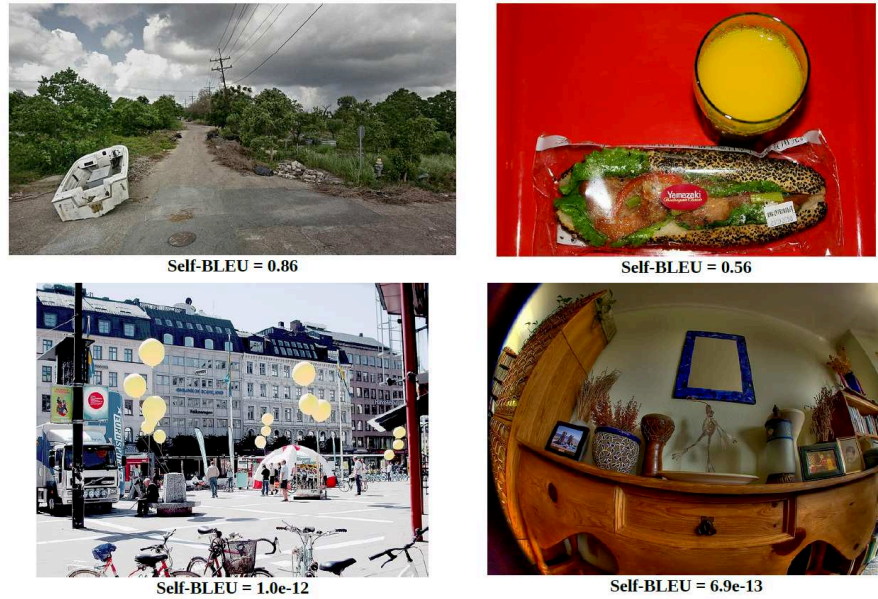 Self-BLEU = 0.86
Yamazaki
Self-BLEU = 0.56
Self-BLEU = 1.0e-12
Self-BLEU = 6.9e-13